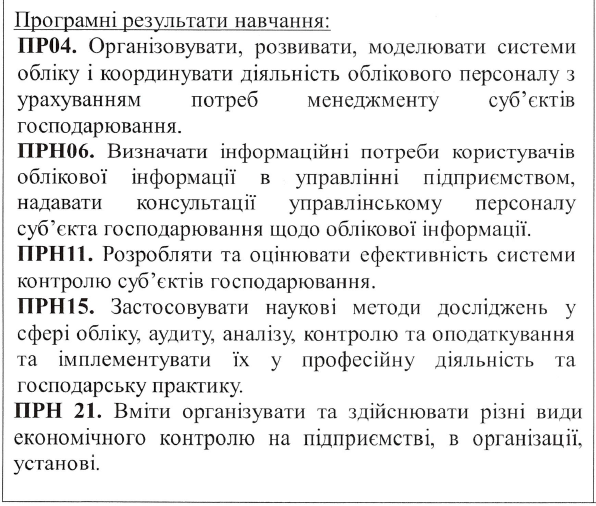 Програмні результати навчання:
ПР04. Організовувати, розвивати, моделювати системи
обліку і координувати діяльність облікового персоналу з
урахуванням потреб менеджменту суб’єктів
господарювання.
ПРН06. Визначати інформаційні потреби користувачів
облікової інформації в управлінні підприємством,
надавати консультації управлінському персоналу
суб’єкта господарювання щодо облікової інформації.
ПРН11. Розробляти та оцінювати ефективність системи
контролю суб’єктів господарювання.
ПРН15. Застосовувати наукові методи досліджень у
сфері обліку, аудиту, аналізу, контролю та оподаткування
та імплементувати їх у професійну діяльність та
господарську практику.
ПРН 21. Вміти організувати та здійснювати різні види
економічного контролю на підприємстві, в організації,
установі.